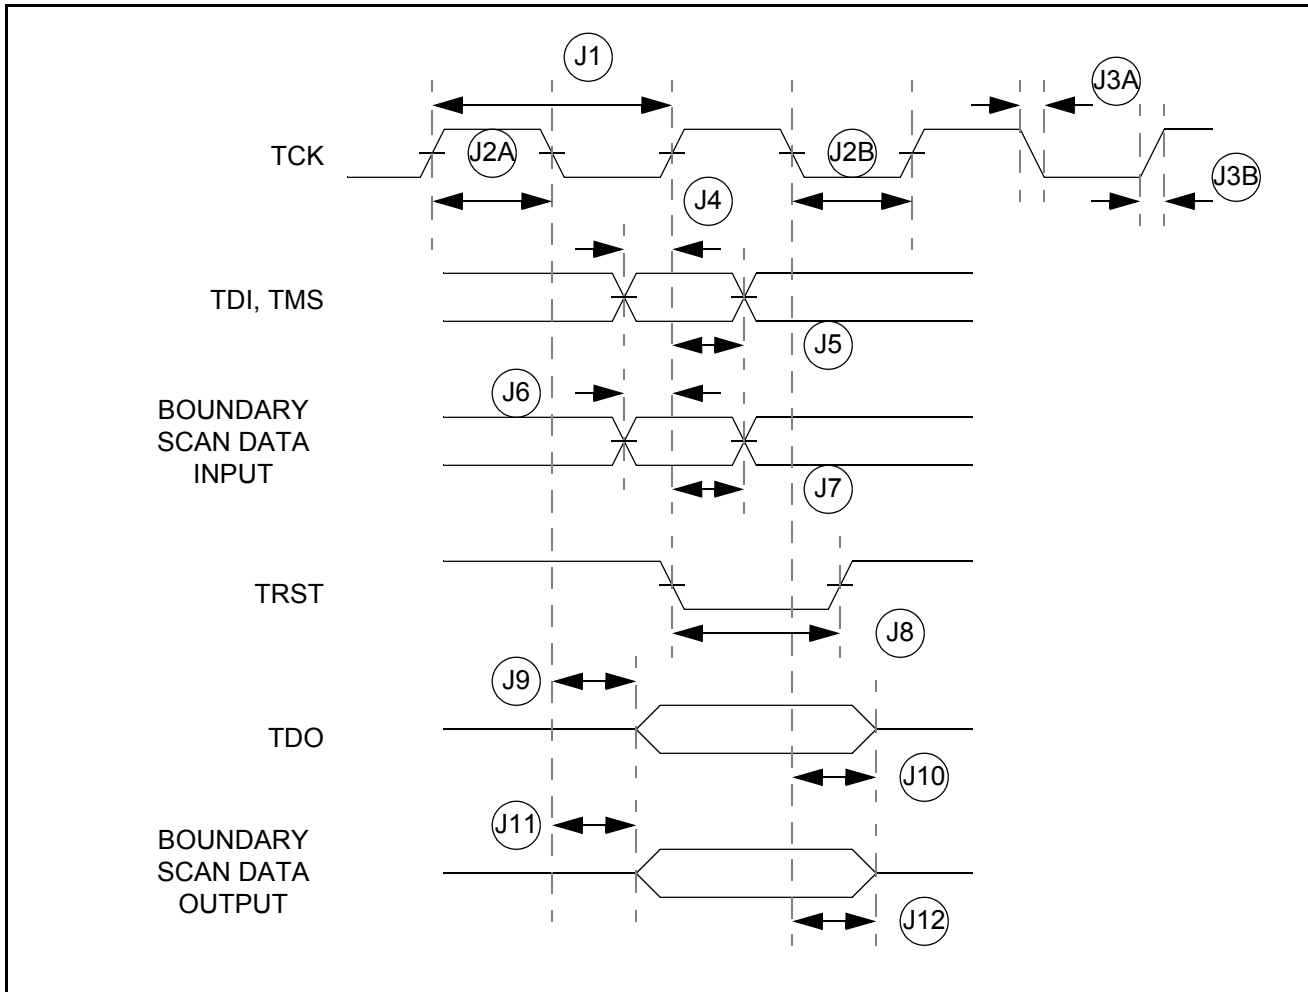 J1
J3A
TCK
J2A
J2B
J3B
J4
TDI, TMS
J5
J6
BOUNDARY
SCAN DATA
INPUT
J7
TRST
J8
J9
TDO
J10
J11
BOUNDARY
SCAN DATA
OUTPUT
J12